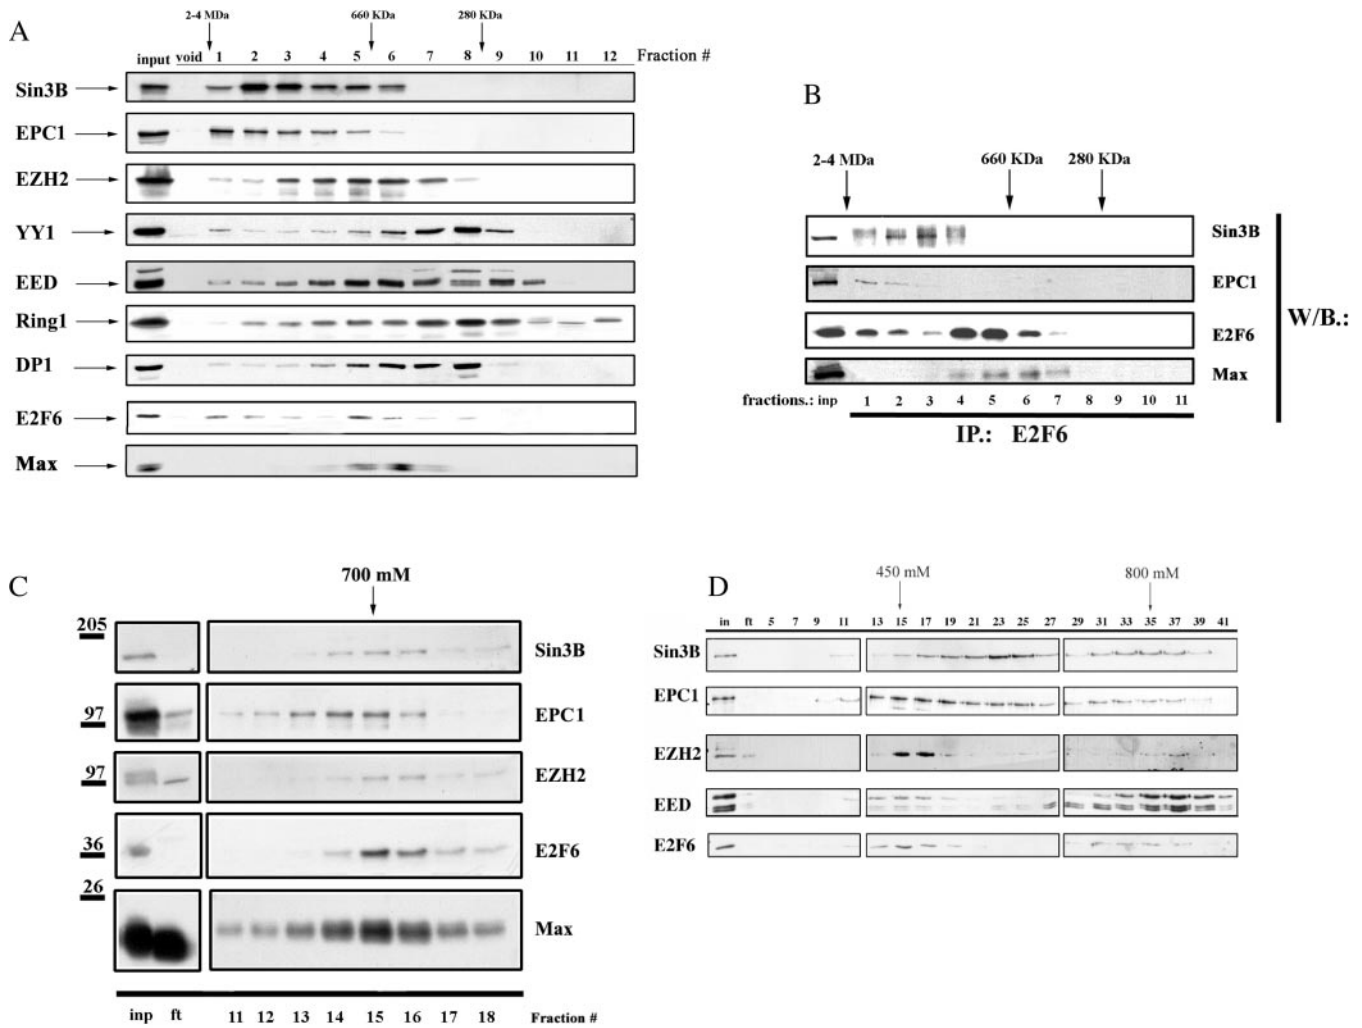 A
2-4 MDa 660 KDa 280 KDa
input void 1 2 3 4 5 6 7 8 9 10 11 12 Fraction #
Sin3B
EPC1
EZH2
YY1
EED
Ring1
DP1
E2F6
Max
B
2-4 MDa 660 KDa 280 KDa
Sin3B
EPC1
E2F6
Max
W/B.:
fractions.: inp 1 2 3 4 5 6 7 8 9 10 11
IP.: E2F6
C
700 mM
205
Sin3B
97
EPC1
97
EZH2
36
E2F6
26
Max
inp ft 11 12 13 14 15 16 17 18 Fraction #
D
450 mM 800 mM
in ft 5 7 9 11 13 15 17 19 21 23 25 27 29 31 33 35 37 39 41
Sin3B
EPC1
EZH2
EED
E2F6